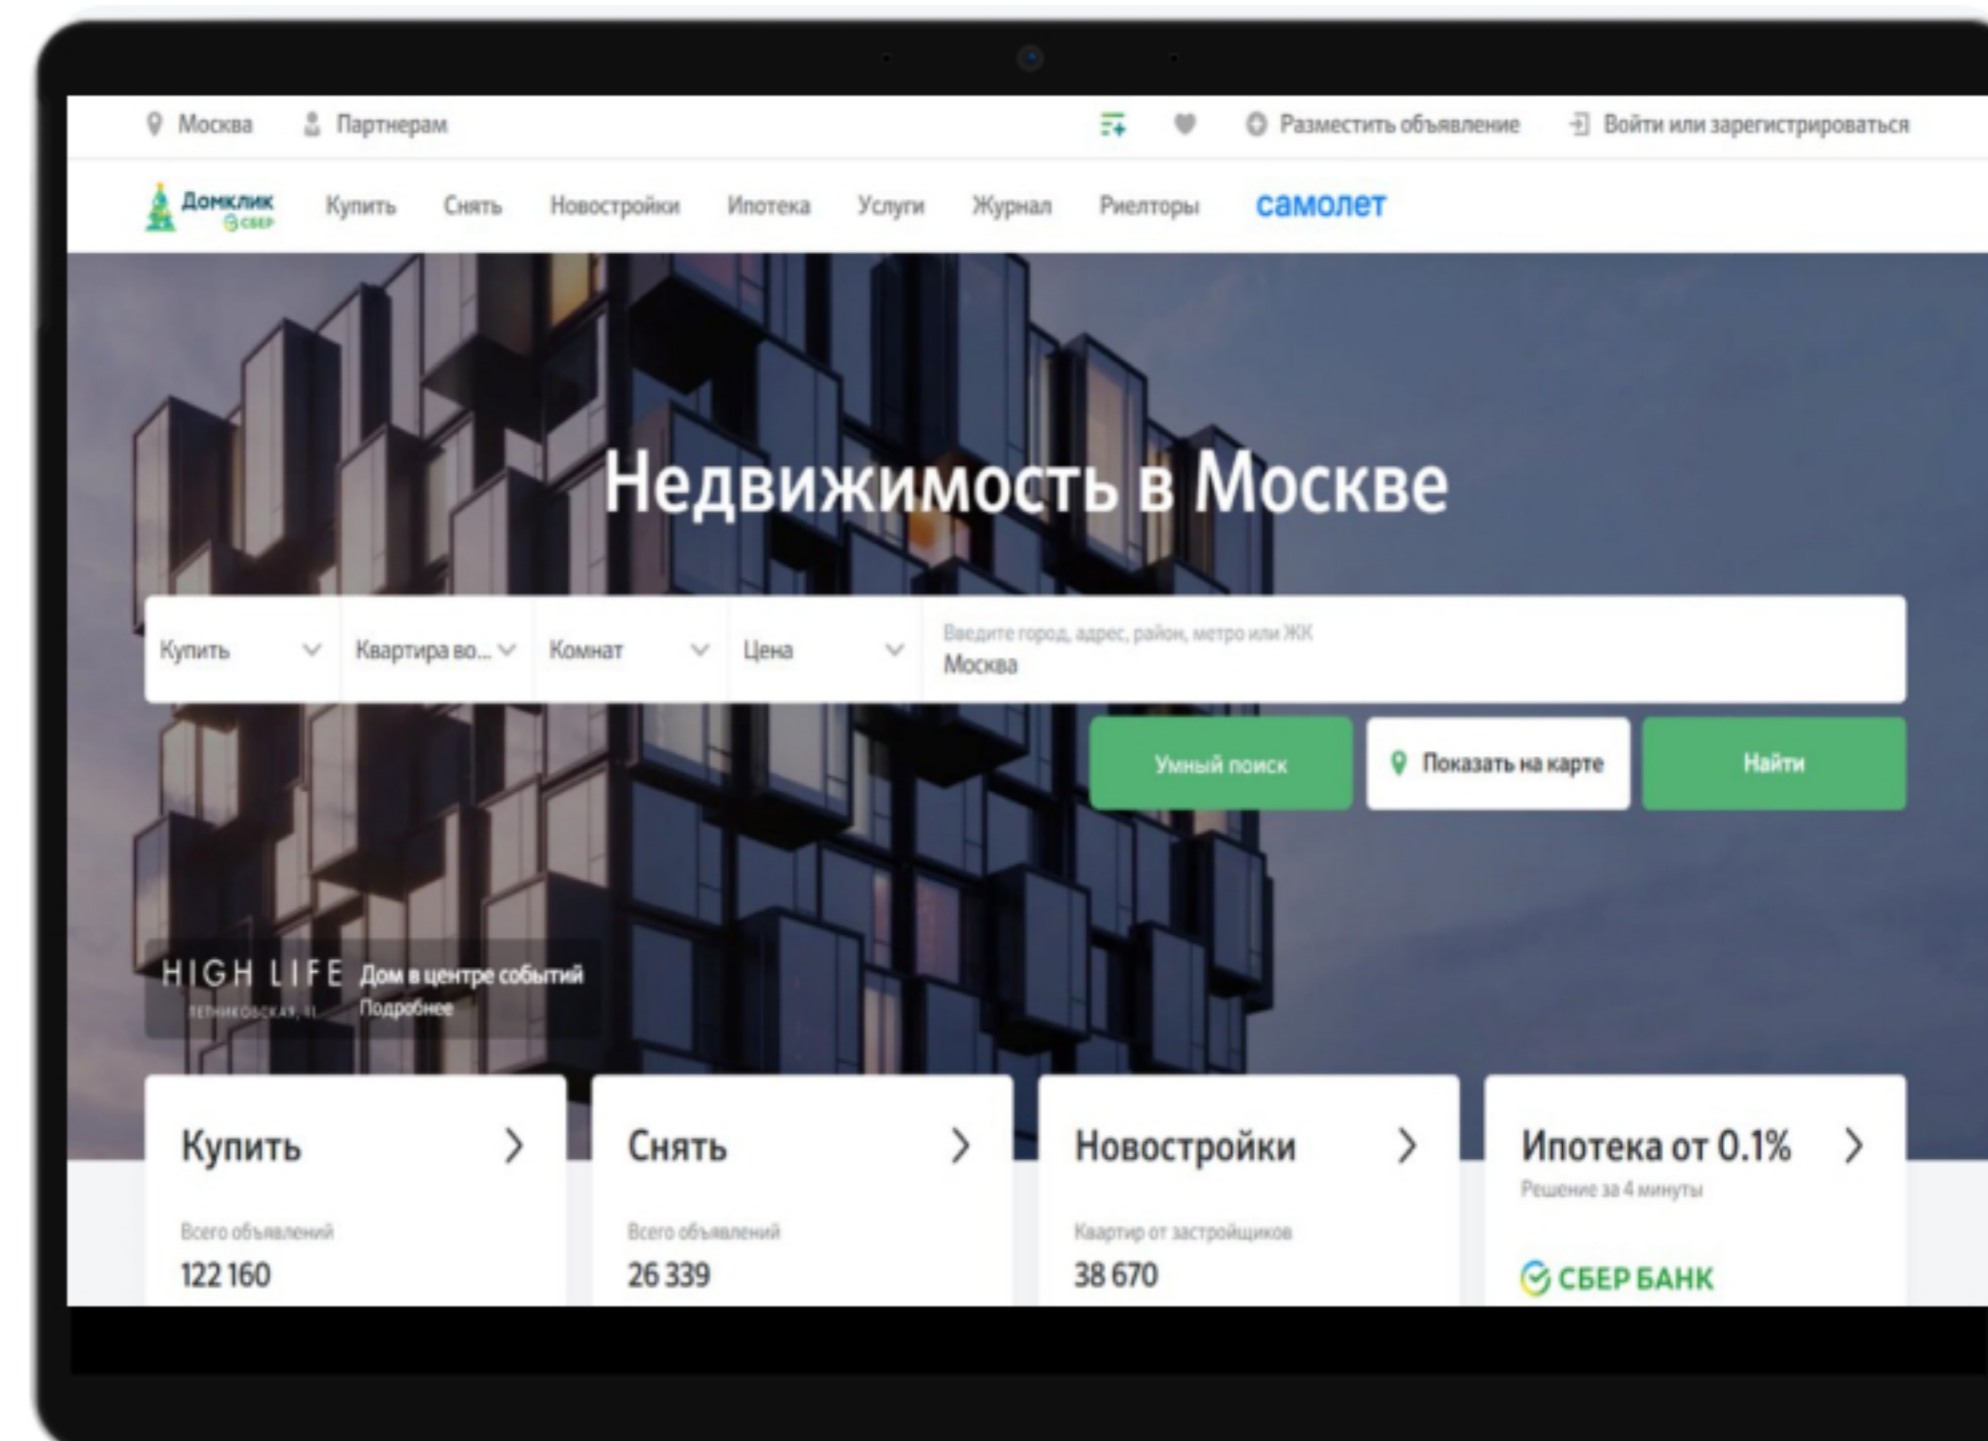 Москва Партнерам Разместить объявление Войти или зарегистрироваться
Домклик Купить Снять Новостройки Ипотека Услуги Журнал Риелторы самолет
СБЕР
Недвижимость в Москве
Введите город, адрес, район, метро или ЖК
Купить Квартира во... Комнат Цена Москва
Умный поиск Показать на карте Найти
HIGH LIFE Дом в центре событий
ЛЕТНИКОВСКАЯ, 11 Подробнее
Купить Снять Новостройки Ипотека от 0.1%
Решение за 4 минуты
Всего объявлений Всего объявлений Квартир от застройщиков
122 160 26 339 38 670 СБЕР БАНК